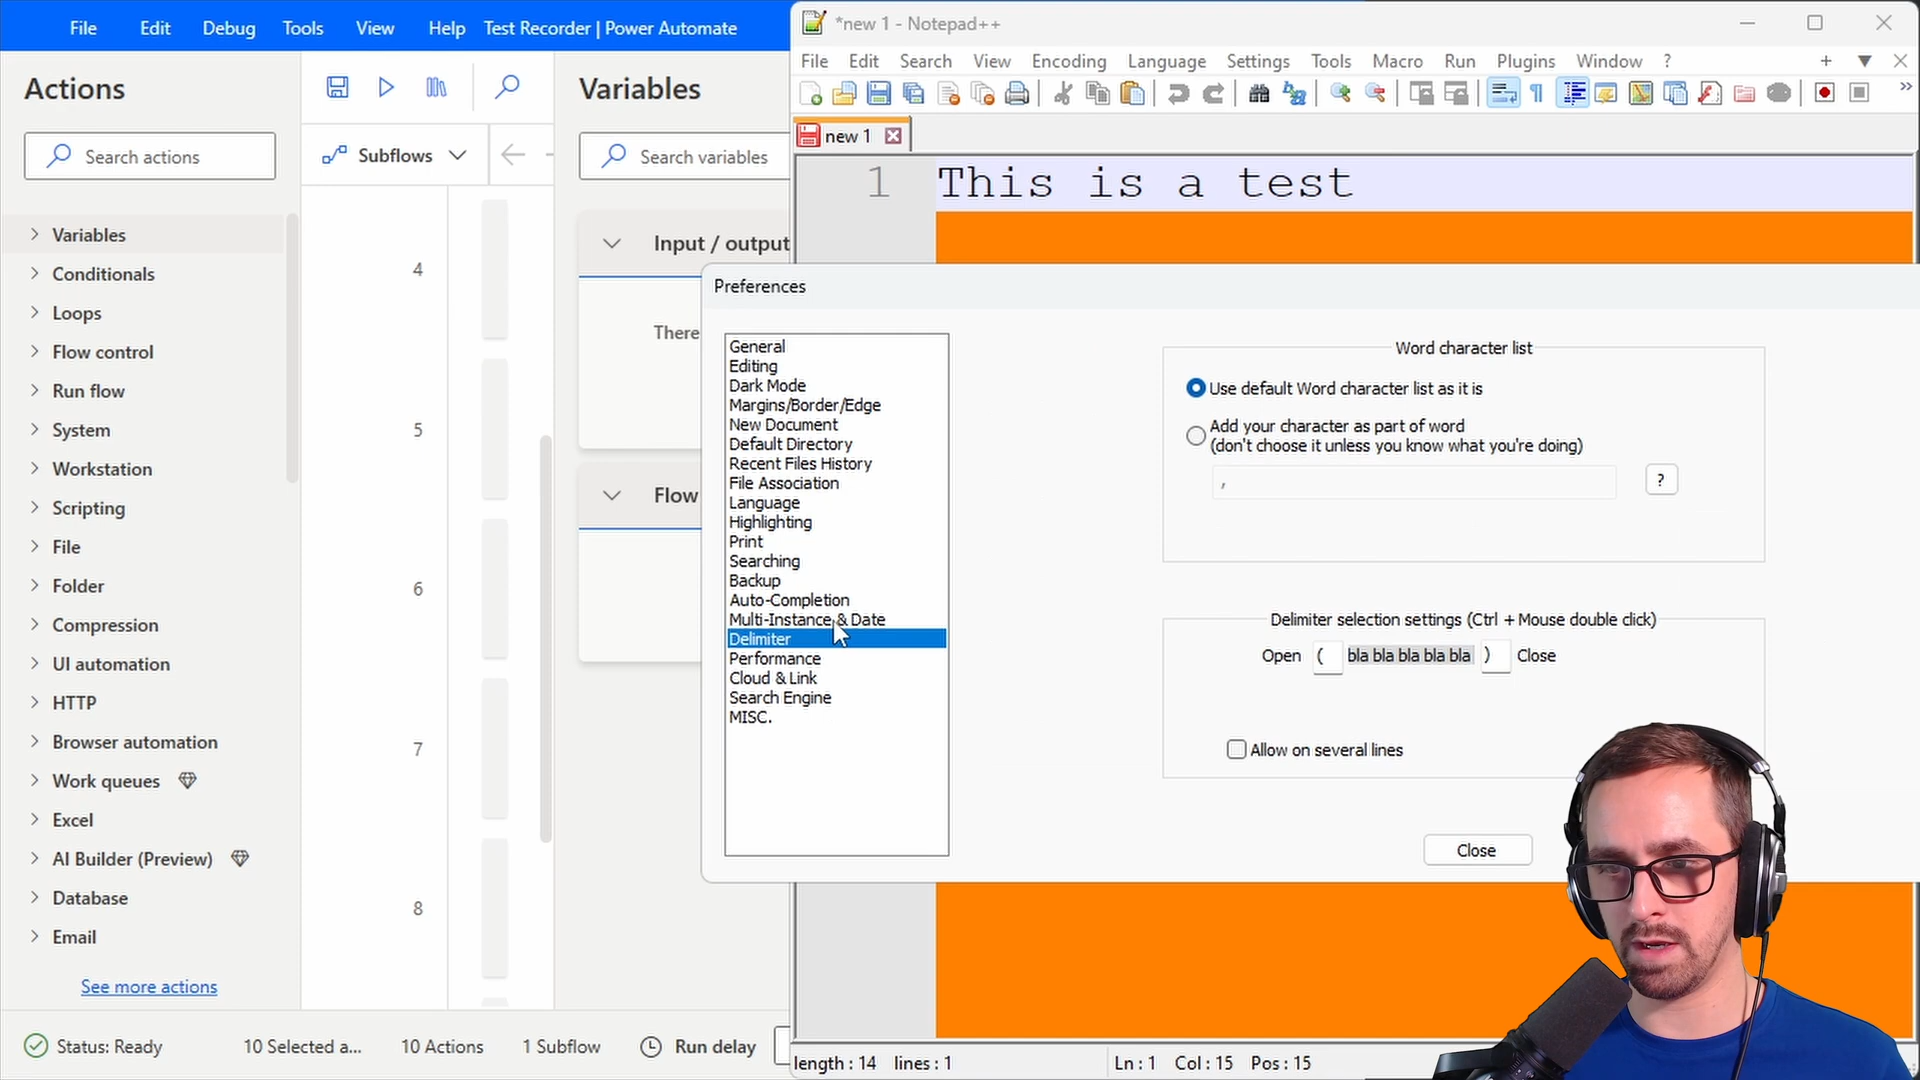 File Edit Debug Tools View Help Test Recorder | Power Automate
Actions
Search actions
Variables
Conditionals
Loops
Flow control
Run flow
System
Workstation
Scripting
File
Folder
Compression
UI automation
HTTP
Browser automation
Work queues
Excel
AI Builder (Preview)
Database
Email
See more actions
Subflows
4
5
6
7
8
Variables
Search variables
Input / output
There
Flow
Status: Ready 10 Selected a... 10 Actions 1 Subflow Run delay
*new 1 - Notepad++
File Edit Search View Encoding Language Settings Tools Macro Run Plugins Window ?
new 1
1 This is a test
Preferences
General
Editing
Dark Mode
Margins/Border/Edge
New Document
Default Directory
Recent Files History
File Association
Language
Highlighting
Print
Searching
Backup
Auto-Completion
Multi-Instance & Date
Delimiter
Performance
Cloud & Link
Search Engine
MISC.
Word character list
Use default Word character list as it is
Add your character as part of word
(don't choose it unless you know what you're doing)
,
?
Delimiter selection settings (Ctrl + Mouse double click)
Open ( bla bla bla bla bla ) Close
Allow on several lines
Close
length : 14 lines : 1 Ln : 1 Col : 15 Pos : 15